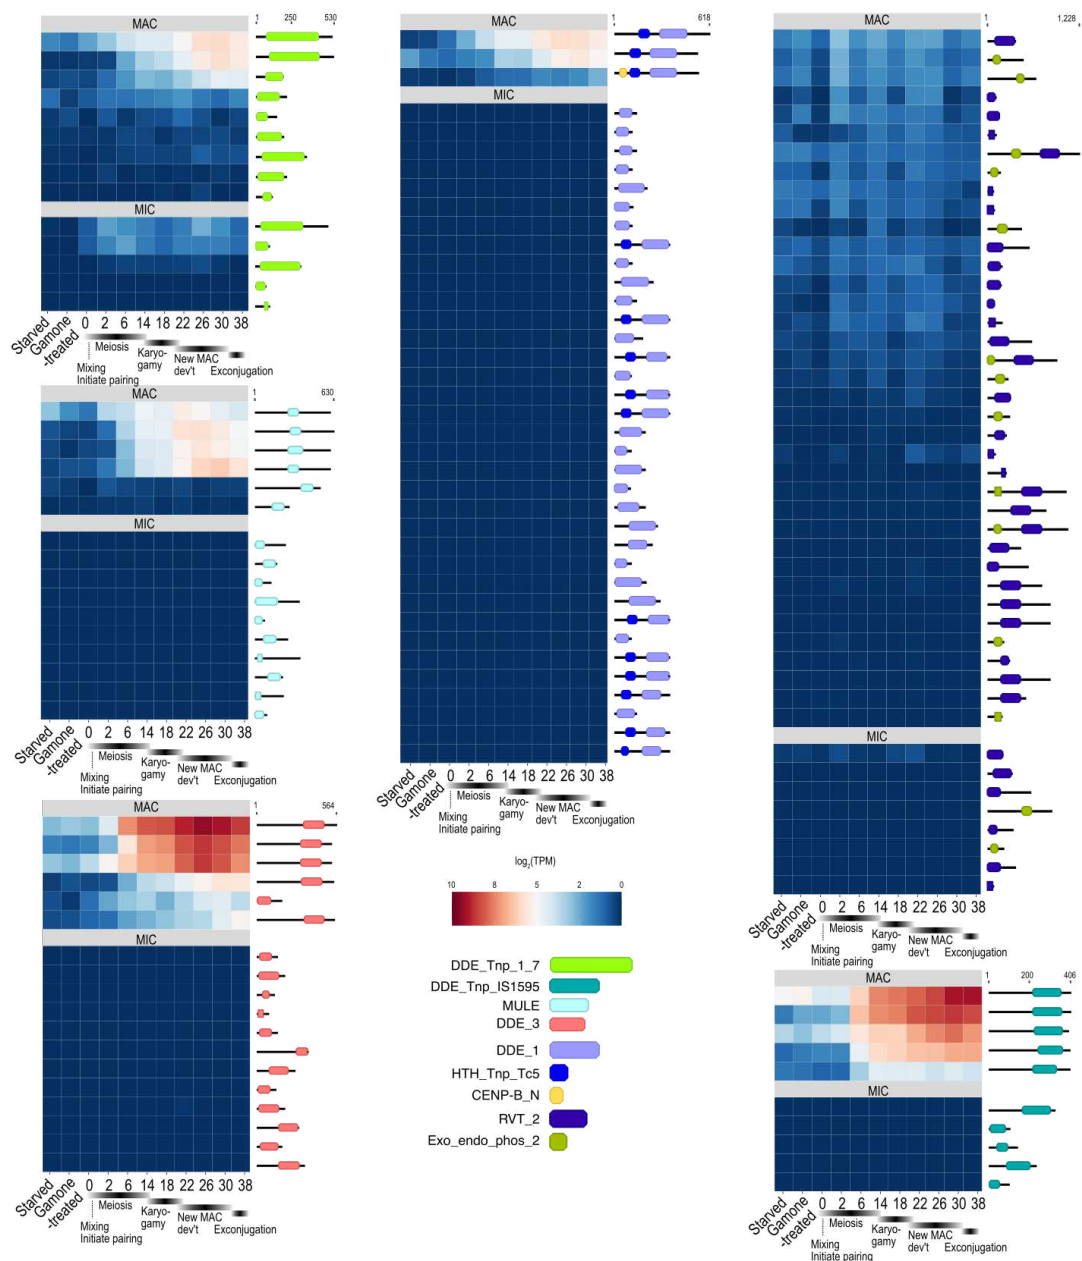 1 250 530
MAC
MIC
Starved
Gamone
-treated
0 2 6 14 18 22 26 30 38
Meiosis
Karyo-
gamy
New MAC
dev't
Exconjugation
Mixing
Initiate pairing
1 630
MAC
MIC
Starved
Gamone
-treated
0 2 6 14 18 22 26 30 38
Meiosis
Karyo-
gamy
New MAC
dev't
Exconjugation
Mixing
Initiate pairing
1 564
MAC
MIC
Starved
Gamone
-treated
0 2 6 14 18 22 26 30 38
Meiosis
Karyo-
gamy
New MAC
dev't
Exconjugation
Mixing
Initiate pairing
1 618
MAC
MIC
Starved
Gamone
-treated
0 2 6 14 18 22 26 30 38
Meiosis
Karyo-
gamy
New MAC
dev't
Exconjugation
Mixing
Initiate pairing
log2(TPM)
10 8 5 2 0
DDE_Tnp_1_7
DDE_Tnp_IS1595
MULE
DDE_3
DDE_1
HTH_Tnp_Tc5
CENP-B_N
RVT_2
Exo_endo_phos_2
1 1,228
MAC
MIC
Starved
Gamone
-treated
0 2 6 14 18 22 26 30 38
Meiosis
Karyo-
gamy
New MAC
dev't
Exconjugation
Mixing
Initiate pairing
1 200 406
MAC
MIC
Starved
Gamone
-treated
0 2 6 14 18 22 26 30 38
Meiosis
Karyo-
gamy
New MAC
dev't
Exconjugation
Mixing
Initiate pairing